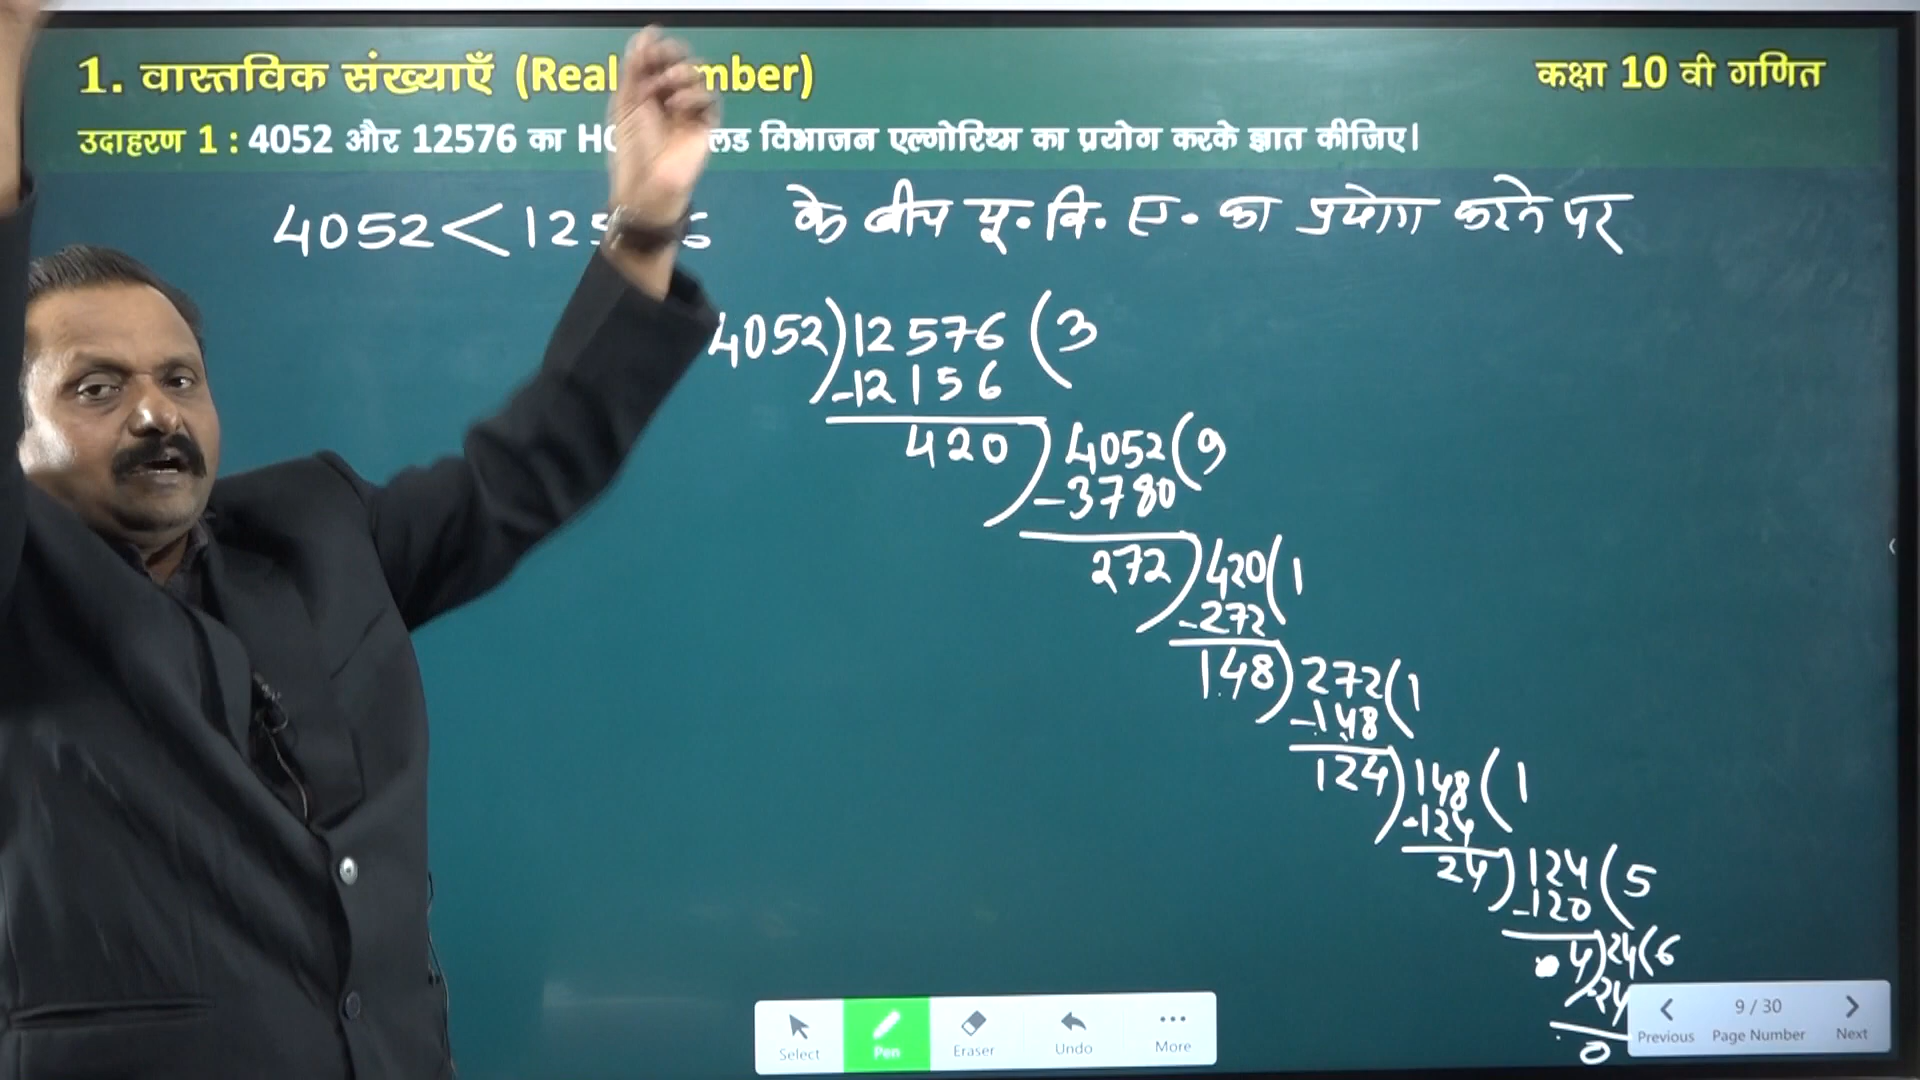 1. वास्तविक संख्याएँ (Real mber)
कक्षा 10 वी गणित
उदाहरण 1 : 4052 और 12576 का HC लड विभाजन एल्गोरिथ्म का प्रयोग करके ज्ञात कीजिए।
4052 < 12576 के बीच यू. वि. ए. का प्रयोग करने पर
4052)12576(3
-12156
420)4052(9
-3780
272)420(1
-272
148)272(1
-148
124)148(1
-124
24)124(5
-120
4)24(6
-24
0
Select
Pen
Eraser
Undo
More
Previous
9 / 30
Page Number
Next